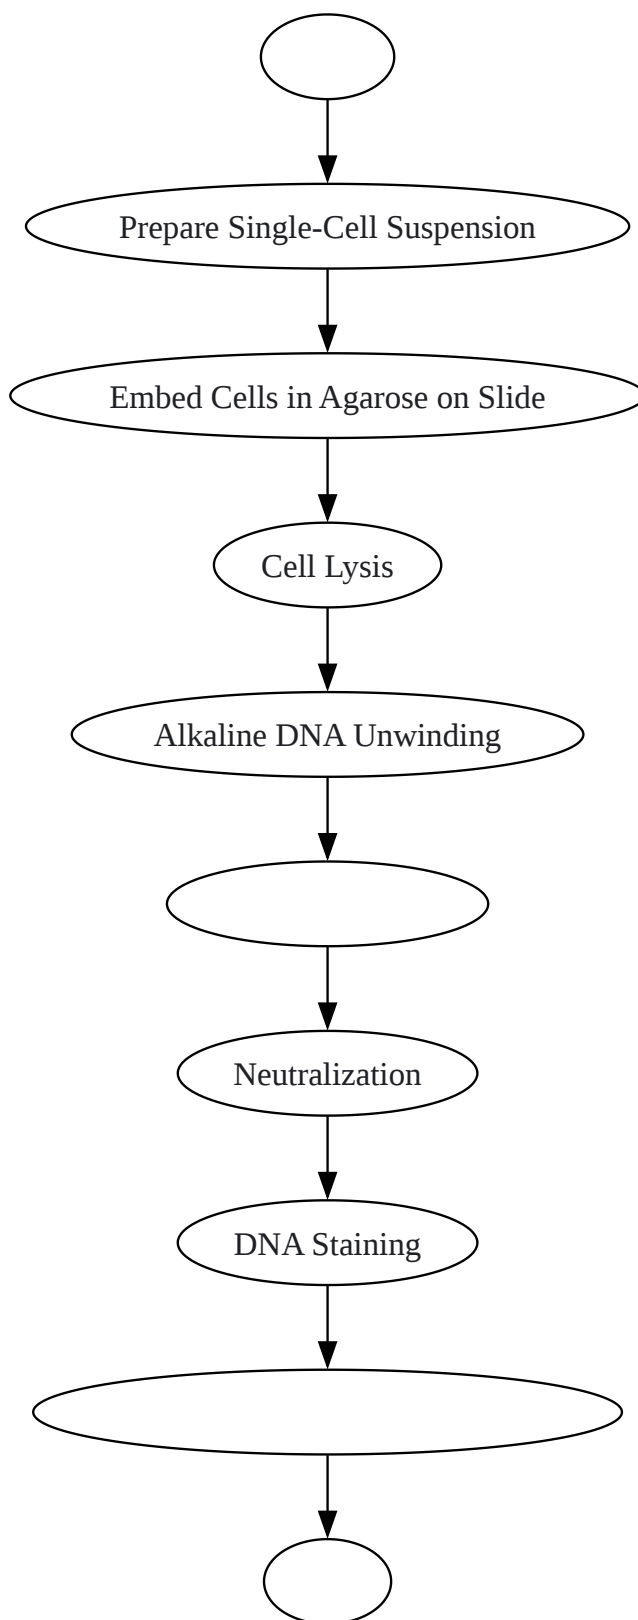 Prepare Single-Cell Suspension
Embed Cells in Agarose on Slide
Cell Lysis
Alkaline DNA Unwinding
Neutralization
DNA Staining